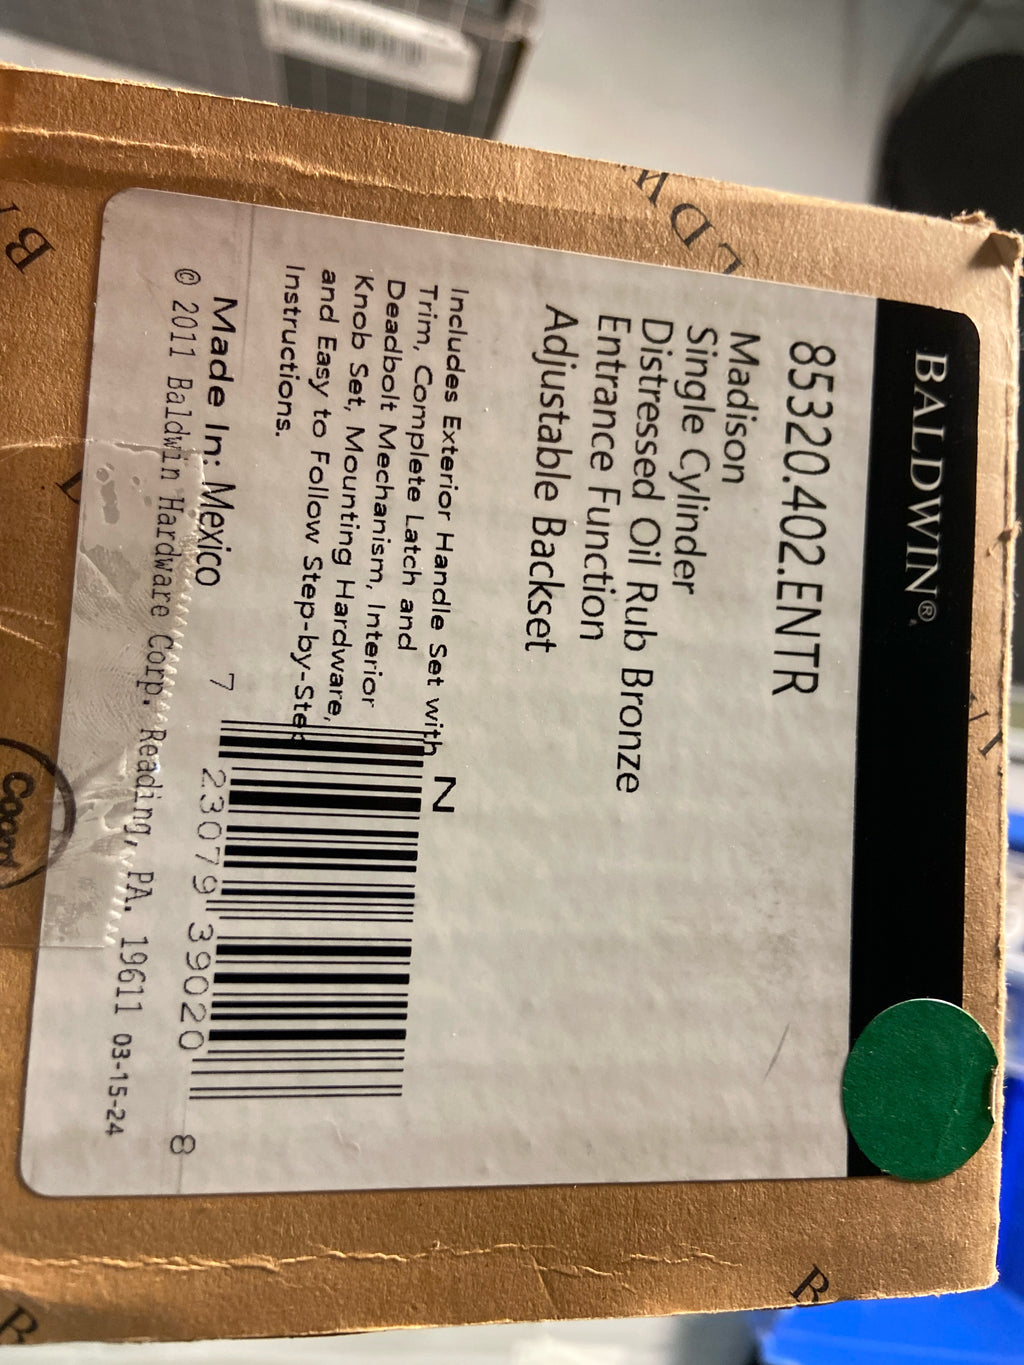 BALDWIN®
85320.402.ENTR
Madison
Single Cylinder
Distressed Oil Rub Bronze
Entrance Function
Adjustable Backset
Includes Exterior Handle Set with
Trim, Complete Latch and
Deadbolt Mechanism, Interior
Knob Set, Mounting Hardware,
and Easy to Follow Step-by-Step
Instructions.
N
Made In: Mexico
7 23079 39020 8
© 2011 Baldwin Hardware Corp. Reading, PA. 19611 03-15-24
LDW
B
B
B